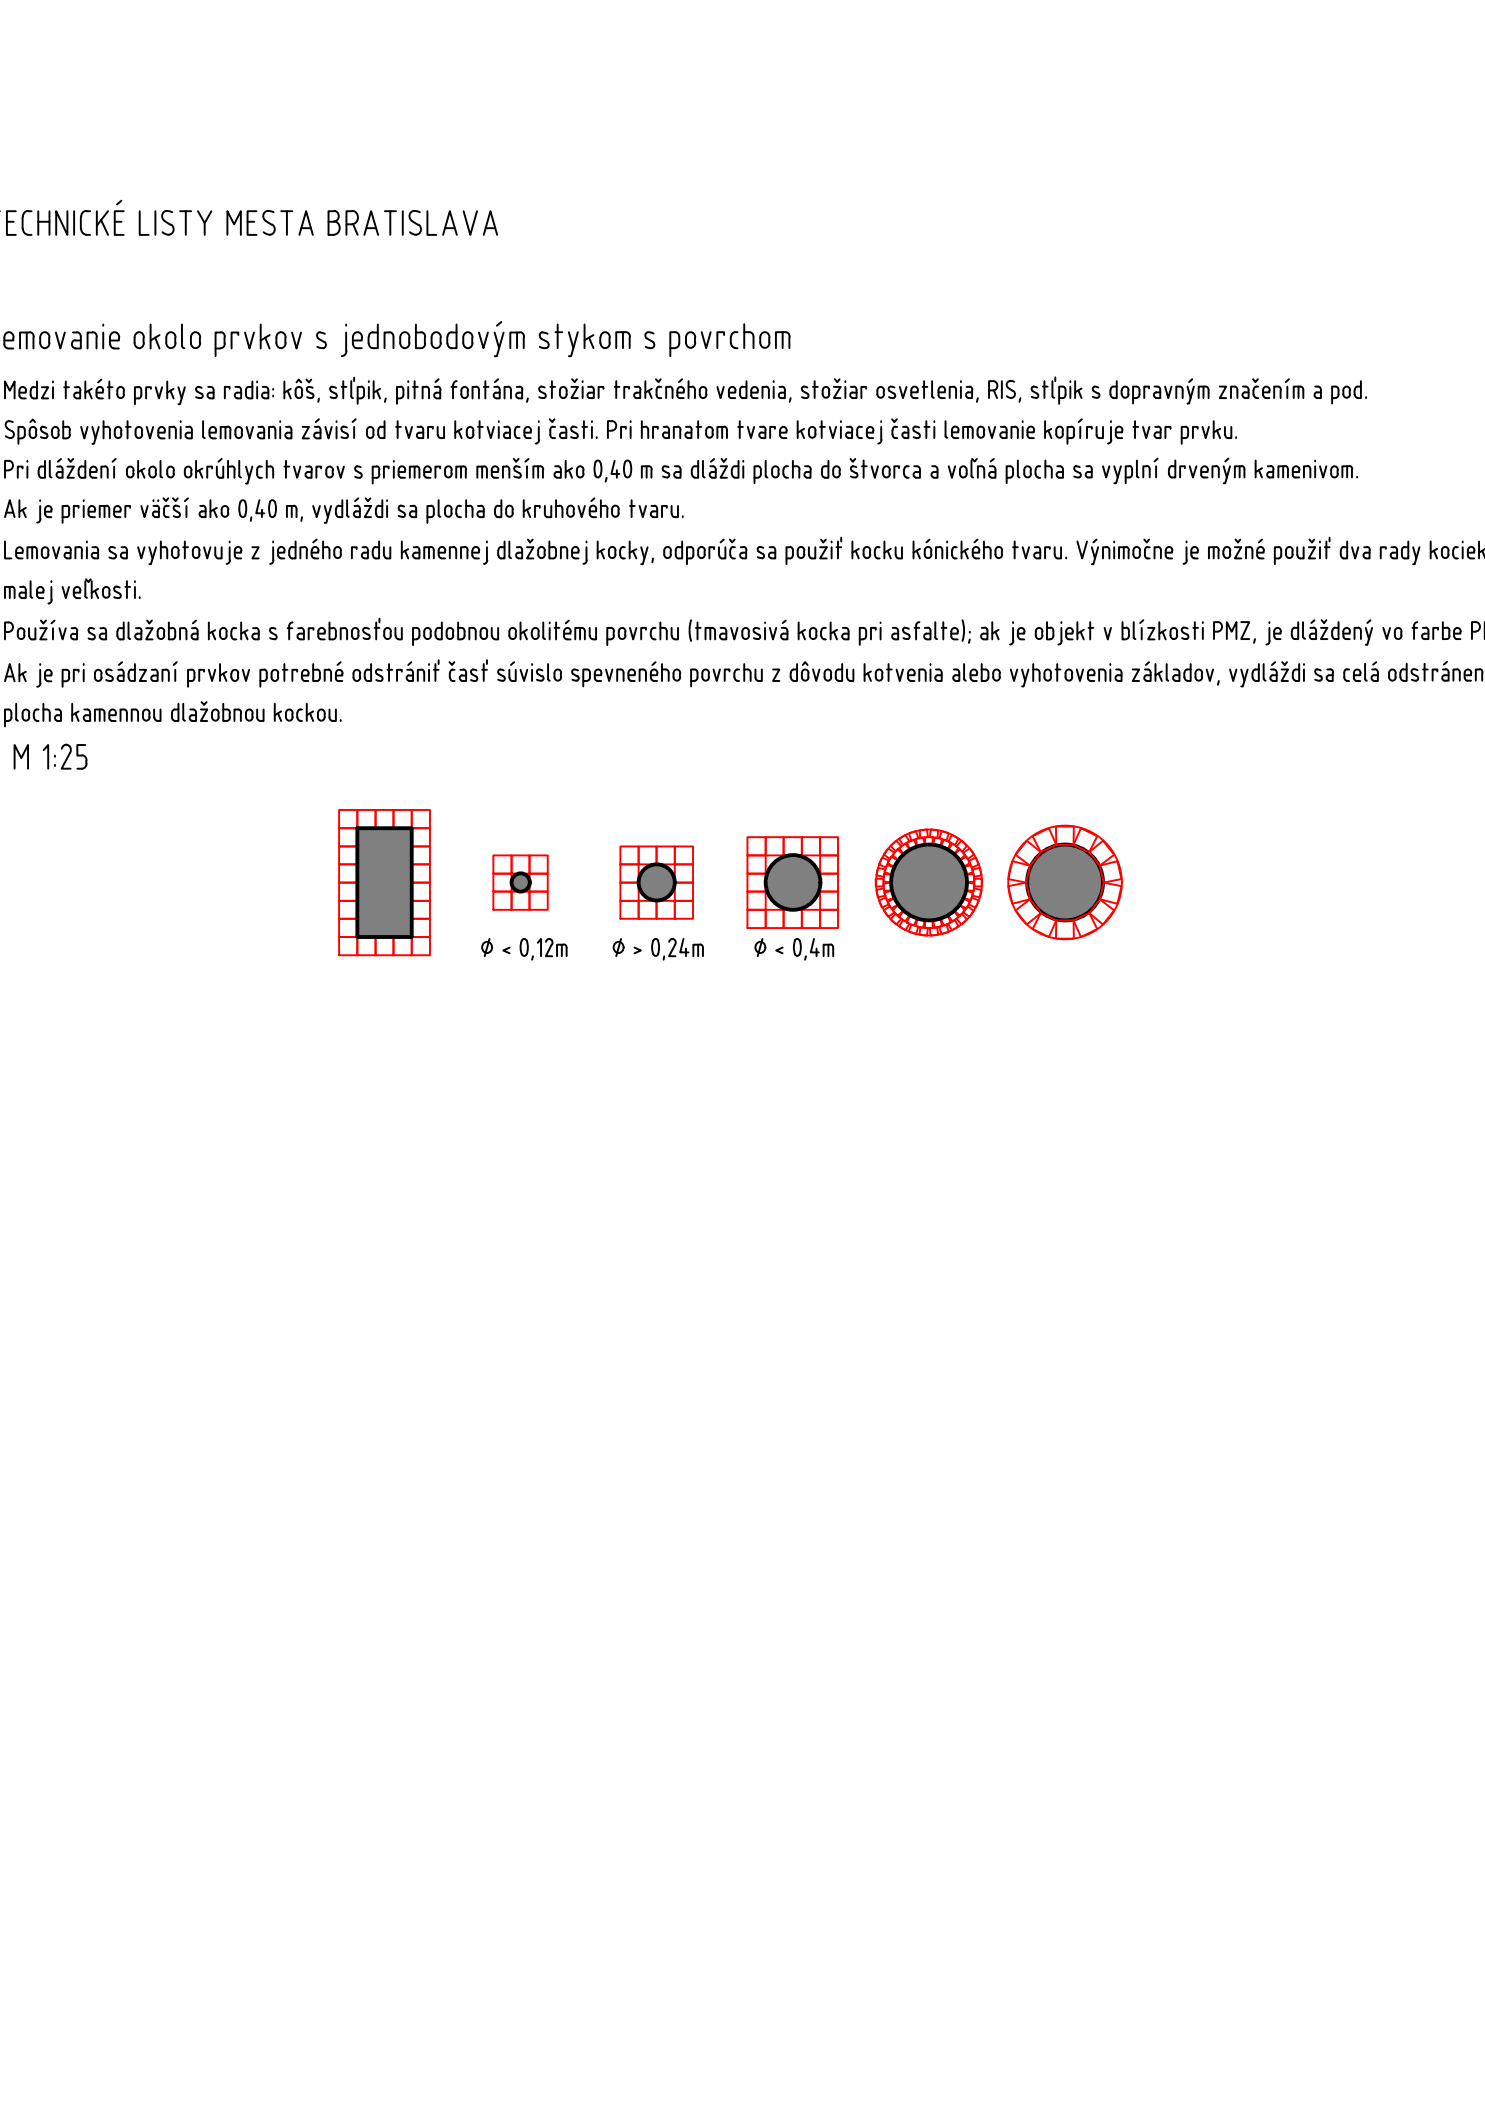 TECHNICKÉ LISTY MESTA BRATISLAVA
emovanie okolo prvkov s jednobodovým stykom s povrchom
Medzi takéto prvky sa radia: kôš, stĺpik, pitná fontána, stožiar trakčného vedenia, stožiar osvetlenia, RIS, stĺpik s dopravným značením a pod.
Spôsob vyhotovenia lemovania závisí od tvaru kotviacej časti. Pri hranatom tvare kotviacej časti lemovanie kopíruje tvar prvku.
Pri dláždení okolo okrúhlych tvarov s priemerom menším ako 0,40 m sa dláždi plocha do štvorca a voľná plocha sa vyplní drveným kamenivom.
Ak je priemer väčší ako 0,40 m, vydláždi sa plocha do kruhového tvaru.
Lemovania sa vyhotovuje z jedného radu kamennej dlažobnej kocky, odporúča sa použiť kocku kónického tvaru. Výnimočne je možné použiť dva rady kociek
malej veľkosti.
Používa sa dlažobná kocka s farebnosťou podobnou okolitému povrchu (tmavosivá kocka pri asfalte); ak je objekt v blízkosti PMZ, je dláždený vo farbe
Ak je pri osádzaní prvkov potrebné odstrániť časť súvislo spevneného povrchu z dôvodu kotvenia alebo vyhotovenia základov, vydláždi sa celá odstránen
plocha kamennou dlažobnou kockou.
M 1:25
Ø < 0,12m Ø > 0,24m Ø < 0,4m